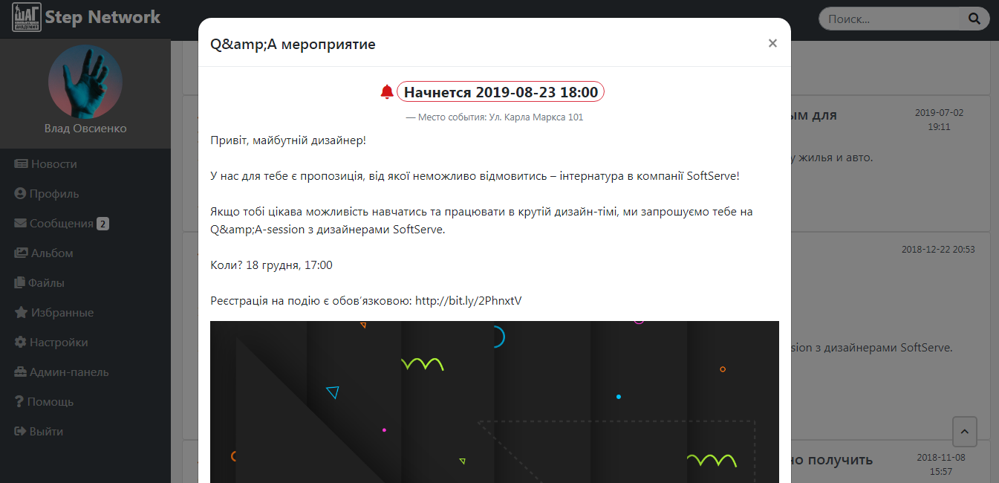 ШАГ
КОМПЬЮТЕРНАЯ
АКАДЕМИЯ
Step Network
Поиск...
Влад Овсиенко
Новости
Профиль
Сообщения 2
Альбом
Файлы
Избранные
Настройки
Админ-панель
Помощь
Выйти
Q&amp;A мероприятие
×
Начнется 2019-08-23 18:00
— Место события: Ул. Карла Маркса 101
Привіт, майбутній дизайнер!
У нас для тебе є пропозиція, від якої неможливо відмовитись – інтернатура в компанії SoftServe!
Якщо тобі цікава можливість навчатись та працювати в крутій дизайн-тімі, ми запрошуємо тебе на
Q&amp;A-session з дизайнерами SoftServe.
Коли? 18 грудня, 17:00
Реєстрація на подію є обов’язковою: http://bit.ly/2PhnxtV
ым для
2019-07-02
19:11
у жилья и авто.
2018-12-22 20:53
sion з дизайнерами SoftServe.
но получить
2018-11-08
15:57